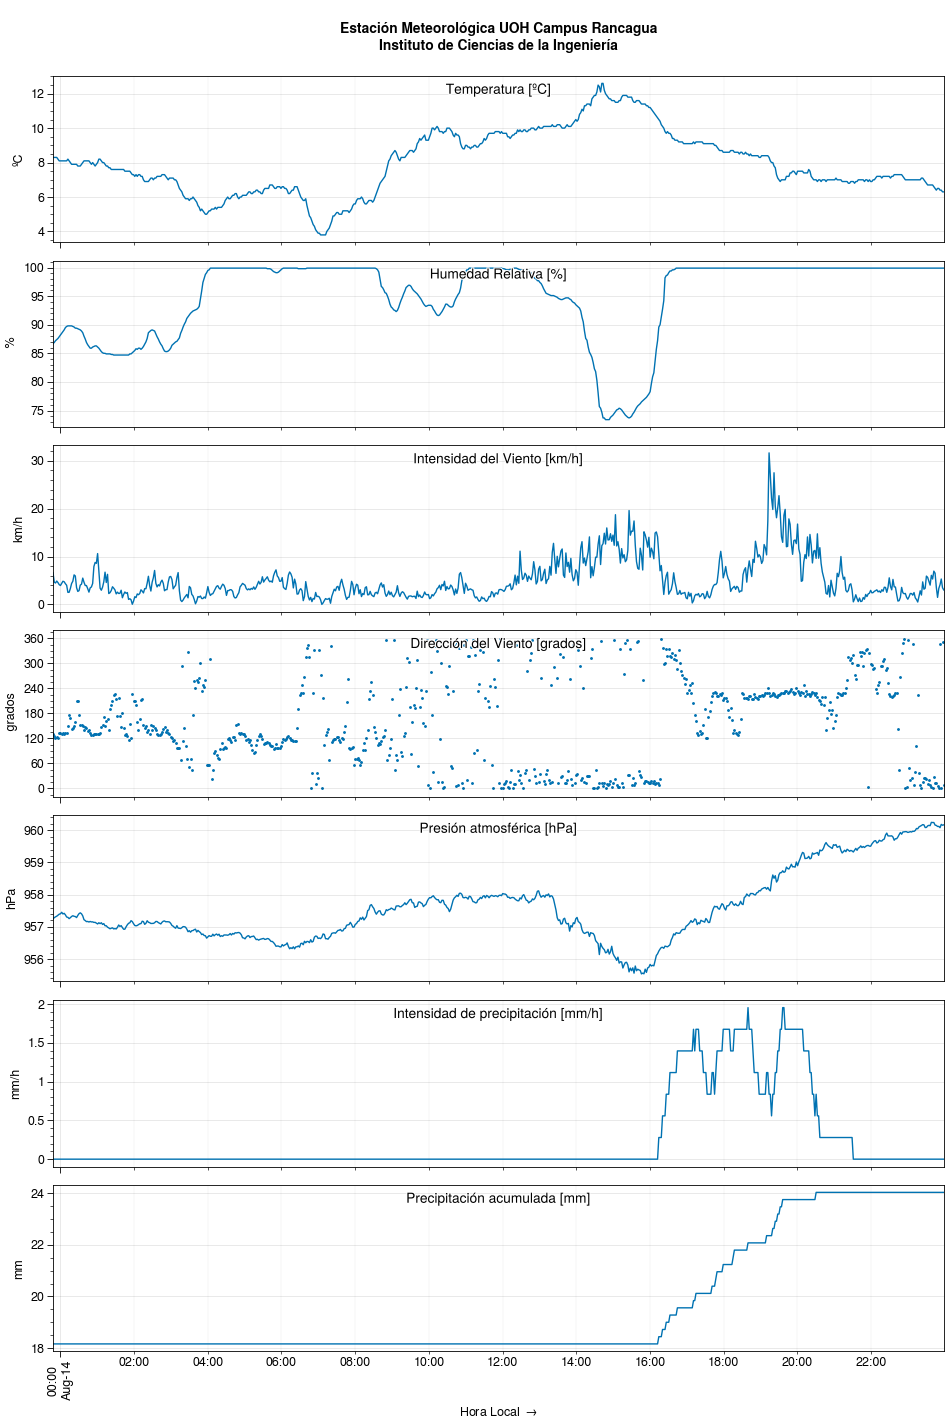 Estación Meteorológica UOH Campus Rancagua
Instituto de Ciencias de la Ingeniería
Temperatura [ºC]
12
10
8
6
4
ºC
Humedad Relativa [%]
100
95
90
85
80
75
%
Intensidad del Viento [km/h]
30
20
10
0
km/h
Dirección del Viento [grados]
360
300
240
180
120
60
0
grados
Presión atmosférica [hPa]
960
959
958
957
956
hPa
Intensidad de precipitación [mm/h]
2
1.5
1
0.5
0
mm/h
Precipitación acumulada [mm]
24
22
20
18
mm
00:00
Aug-14
02:00
04:00
06:00
08:00
10:00
12:00
14:00
16:00
18:00
20:00
22:00
Hora Local →